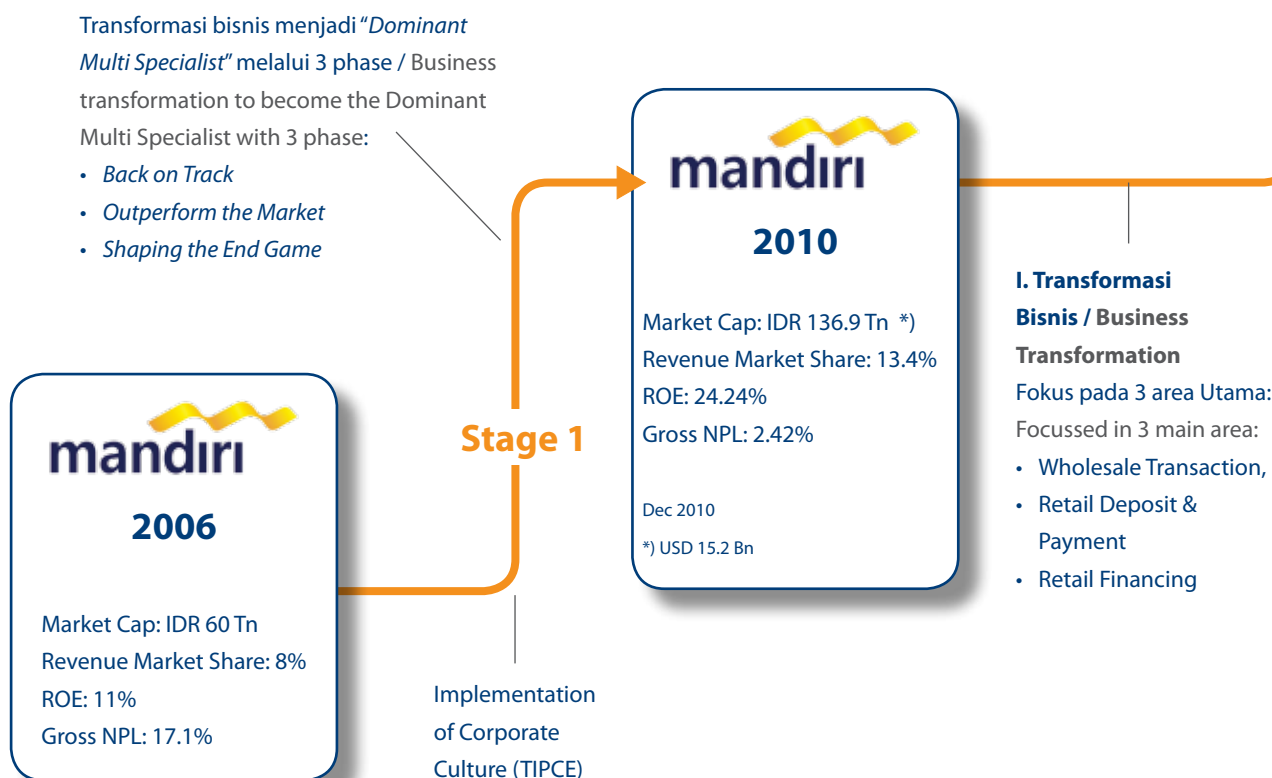 Transformasi bisnis menjadi “Dominant
Multi Specialist” melalui 3 phase / Business
transformation to become the Dominant
Multi Specialist with 3 phase:
• Back on Track
• Outperform the Market
• Shaping the End Game
mandırı
2006
Market Cap: IDR 60 Tn
Revenue Market Share: 8%
ROE: 11%
Gross NPL: 17.1%
Stage 1
Implementation
of Corporate
Culture (TIPCE)
mandırı
2010
Market Cap: IDR 136.9 Tn *)
Revenue Market Share: 13.4%
ROE: 24.24%
Gross NPL: 2.42%
Dec 2010
*) USD 15.2 Bn
I. Transformasi
Bisnis / Business
Transformation
Fokus pada 3 area Utama:
Focussed in 3 main area:
• Wholesale Transaction,
• Retail Deposit &
Payment
• Retail Financing